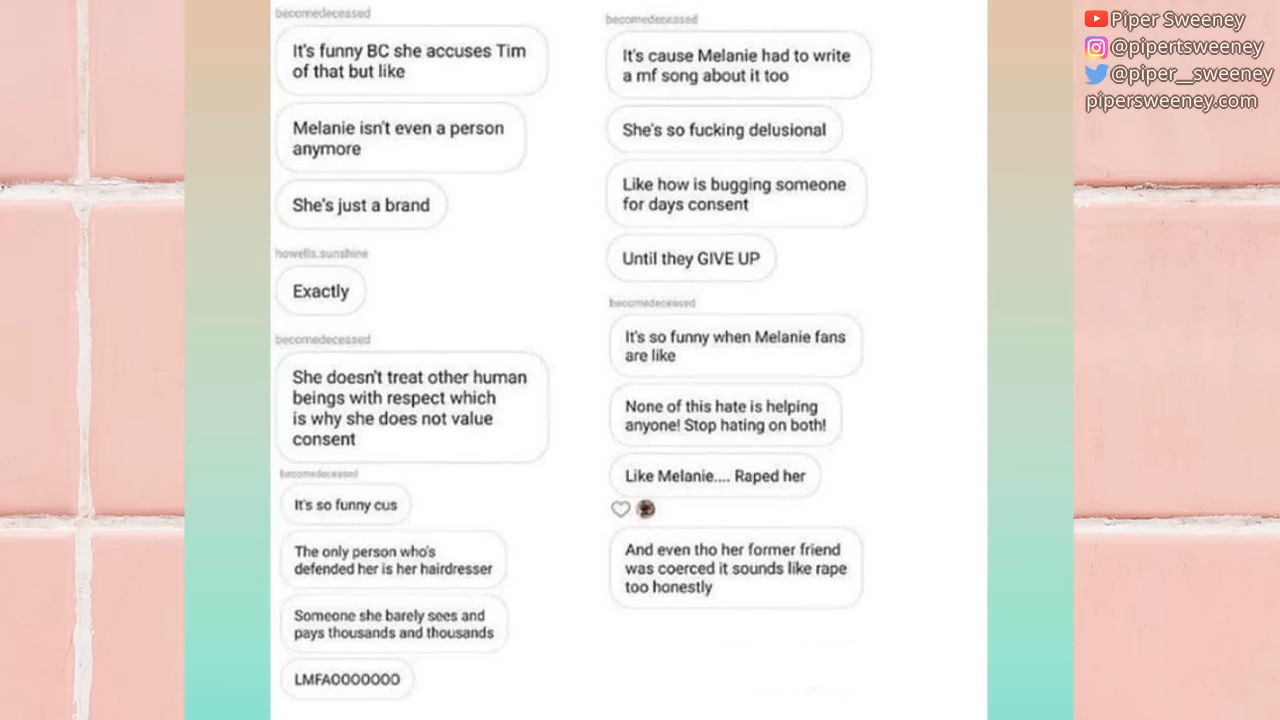 becomedeceased
It's funny BC she accuses Tim
of that but like
Melanie isn't even a person
anymore
She's just a brand
howells.sunshine
Exactly
becomedeceased
She doesn't treat other human
beings with respect which
is why she does not value
consent
becomedeceased
It's so funny cus
The only person who's
defended her is her hairdresser
Someone she barely sees and
pays thousands and thousands
LMFAOOOOOOO
becomedeceased
It's cause Melanie had to write
a mf song about it too
She's so fucking delusional
Like how is bugging someone
for days consent
Until they GIVE UP
becomedeceased
It's so funny when Melanie fans
are like
None of this hate is helping
anyone! Stop hating on both!
Like Melanie.... Raped her
And even tho her former friend
was coerced it sounds like rape
too honestly
Piper Sweeney
@pipertsweeney
@piper__sweeney
pipersweeney.com